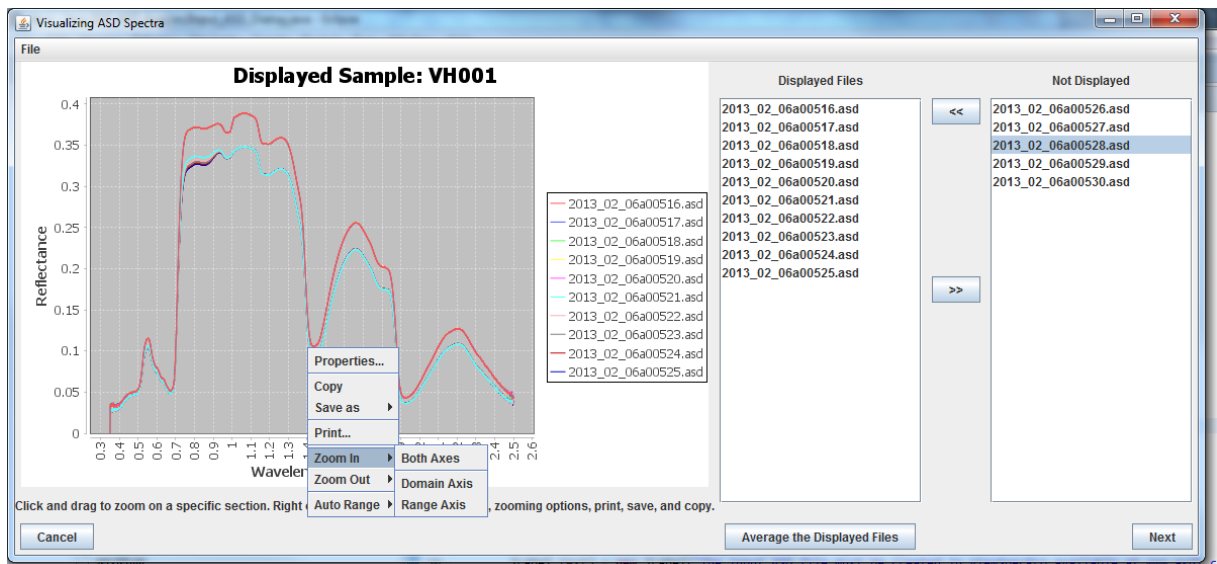 Visualizing ASD Spectra
File
Displayed Sample: VH001
0.4
0.35
0.3
0.25
0.2
0.15
0.1
0.05
0
Reflectance
0.3 0.4 0.5 0.6 0.7 0.8 0.9 1 1.1 1.2 1.3 2.4 2.5 2.6
2013_02_06a00516.asd
2013_02_06a00517.asd
2013_02_06a00518.asd
2013_02_06a00519.asd
2013_02_06a00520.asd
2013_02_06a00521.asd
2013_02_06a00522.asd
2013_02_06a00523.asd
2013_02_06a00524.asd
2013_02_06a00525.asd
Properties...
Copy
Save as
Print...
Zoom In
Zoom Out
Auto Range
Both Axes
Domain Axis
Range Axis
Click and drag to zoom on a specific section. Right , zooming options, print, save, and copy.
Cancel
Displayed Files
2013_02_06a00516.asd
2013_02_06a00517.asd
2013_02_06a00518.asd
2013_02_06a00519.asd
2013_02_06a00520.asd
2013_02_06a00521.asd
2013_02_06a00522.asd
2013_02_06a00523.asd
2013_02_06a00524.asd
2013_02_06a00525.asd
Average the Displayed Files
<<
>>
Not Displayed
2013_02_06a00526.asd
2013_02_06a00527.asd
2013_02_06a00528.asd
2013_02_06a00529.asd
2013_02_06a00530.asd
Next